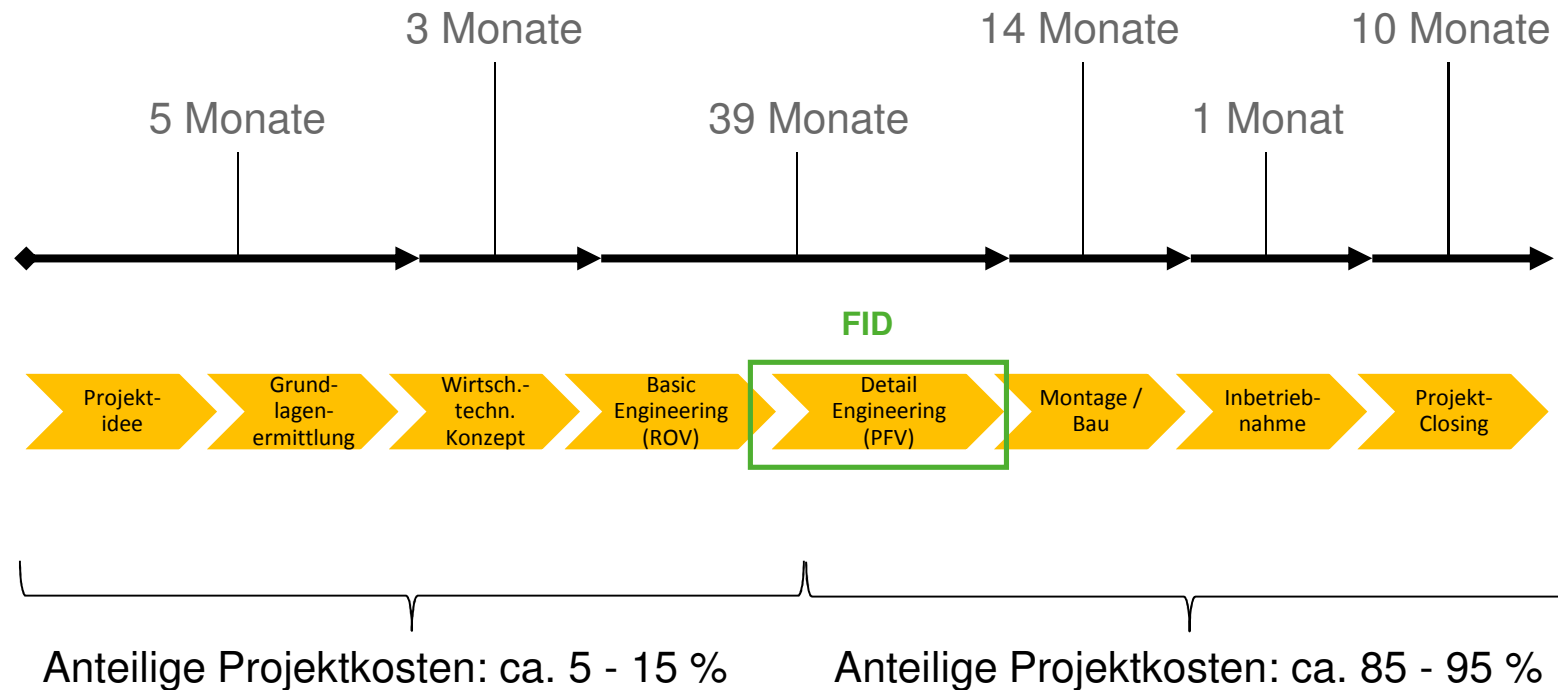 3 Monate
14 Monate
10 Monate
5 Monate
39 Monate
1 Monat
FID
Projekt-
idee
Grund-
lagen-
ermittlung
Wirtsch.-
techn.
Konzept
Basic
Engineering
(ROV)
Detail
Engineering
(PFV)
Montage /
Bau
Inbetrieb-
nahme
Projekt-
Closing
Anteilige Projektkosten: ca. 5 - 15 %
Anteilige Projektkosten: ca. 85 - 95 %